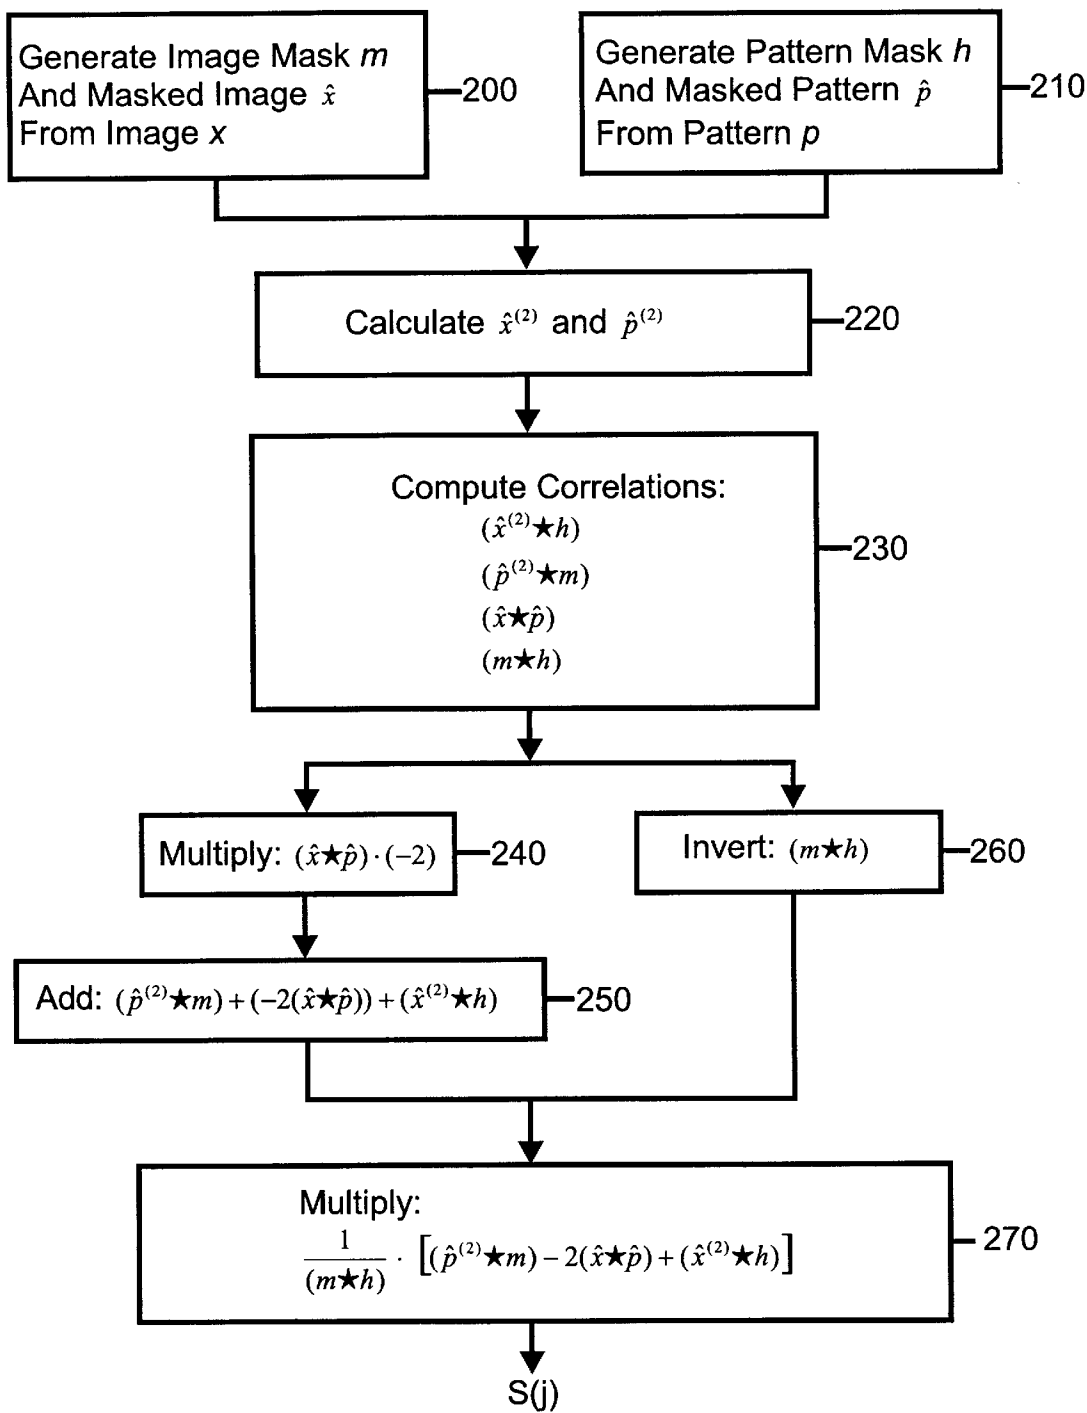 Generate Image Mask m
And Masked Image x̂
From Image x
200
Generate Pattern Mask h
And Masked Pattern p̂
From Pattern p
210
Calculate x̂⁽²⁾ and p̂⁽²⁾
220
Compute Correlations:
(x̂⁽²⁾★h)
(p̂⁽²⁾★m)
(x̂★p̂)
(m★h)
230
Multiply: (x̂★p̂)·(−2)
240
Invert: (m★h)
260
Add: (p̂⁽²⁾★m)+(−2(x̂★p̂))+(x̂⁽²⁾★h)
250
Multiply:
1/(m★h) · [(p̂⁽²⁾★m)−2(x̂★p̂)+(x̂⁽²⁾★h)]
270
S(j)